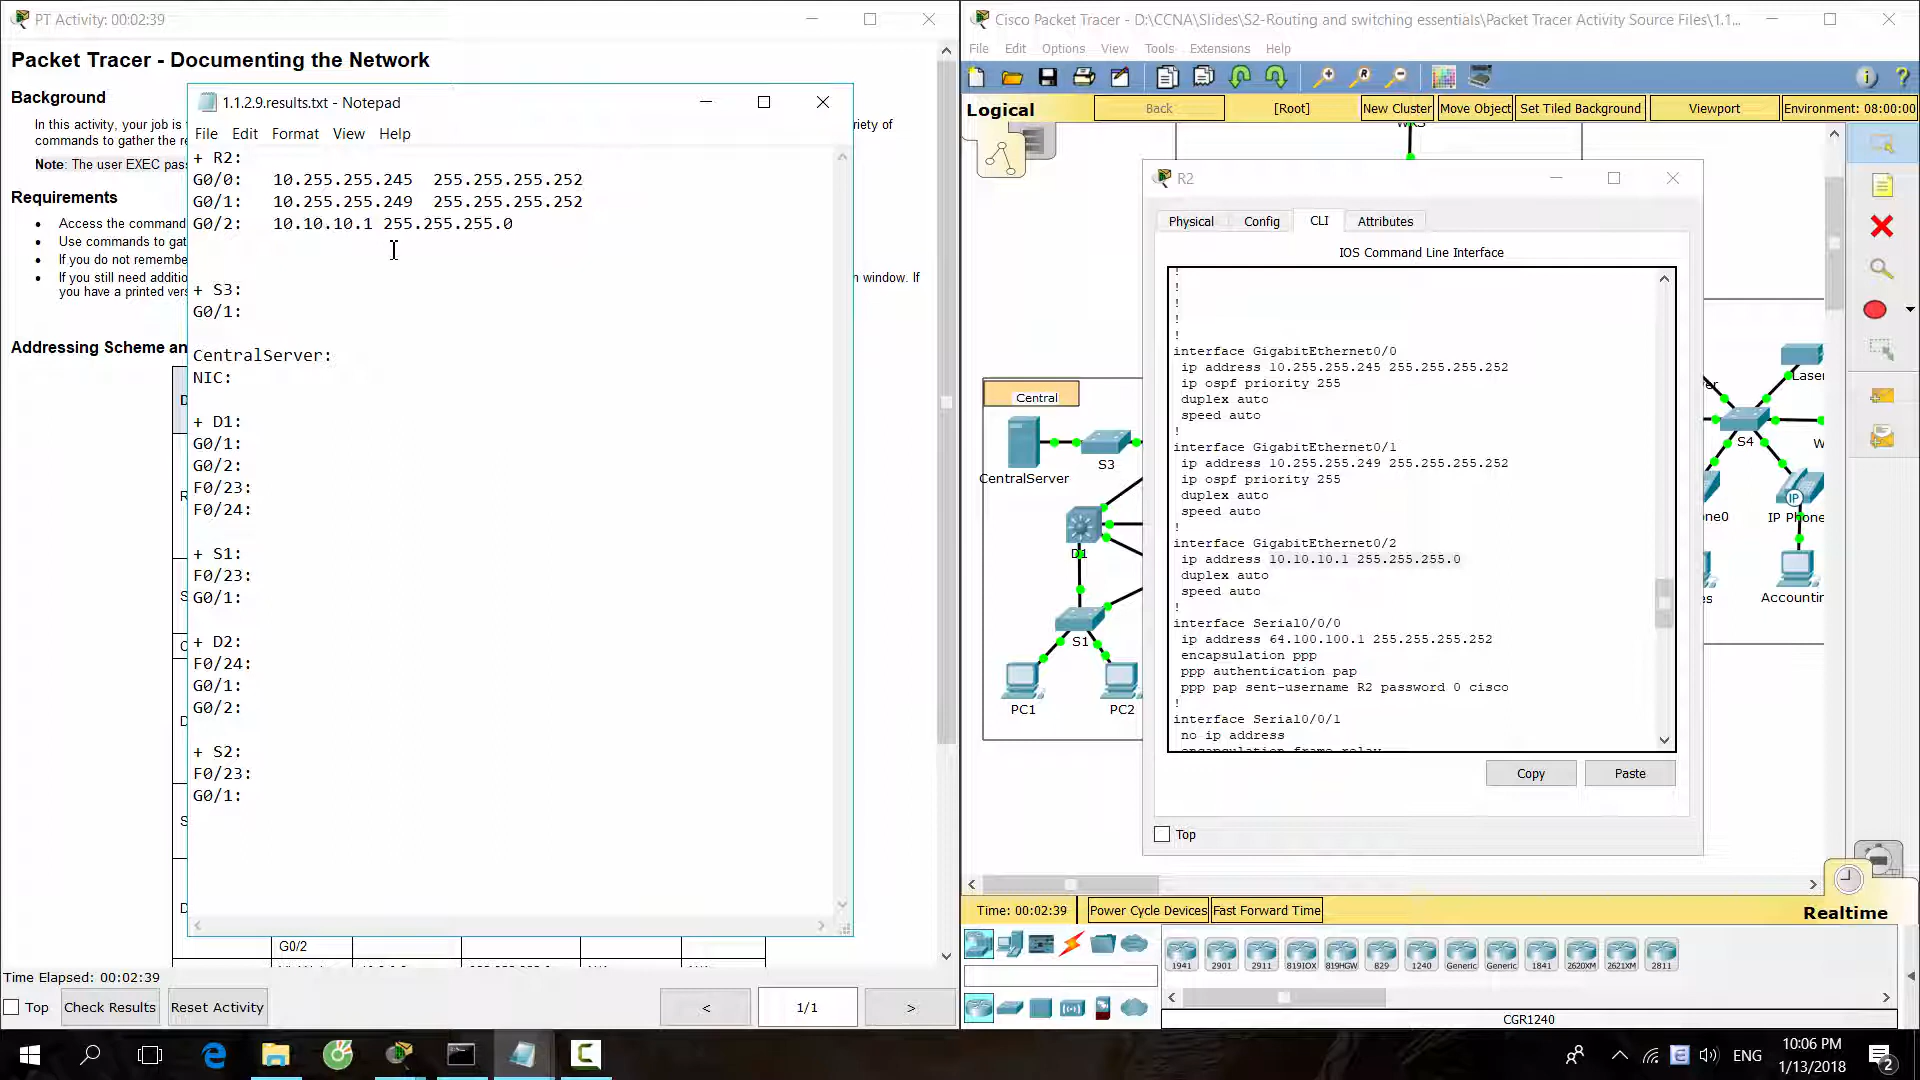 PT Activity: 00:02:39
Packet Tracer - Documenting the Network
Background
In this activity, your job is
riety of
commands to gather the re
Note: The user EXEC pas
Requirements
Access the command
Use commands to gat
If you do not remembe
If you still need additio
n window. If
you have a printed vers
Addressing Scheme an
G0/2
Time Elapsed: 00:02:39
Top
Check Results
Reset Activity
<
1/1
>
1.1.2.9.results.txt - Notepad
File Edit Format View Help
+ R2:
G0/0: 10.255.255.245 255.255.255.252
G0/1: 10.255.255.249 255.255.255.252
G0/2: 10.10.10.1 255.255.255.0
+ S3:
G0/1:
CentralServer:
NIC:
+ D1:
G0/1:
G0/2:
F0/23:
F0/24:
+ S1:
F0/23:
G0/1:
+ D2:
F0/24:
G0/1:
G0/2:
+ S2:
F0/23:
G0/1:
Cisco Packet Tracer - D:\CCNA\Slides\S2-Routing and switching essentials\Packet Tracer Activity Source Files\1.1...
File Edit Options View Tools Extensions Help
Logical
Back
[Root]
New Cluster
Move Object
Set Tiled Background
Viewport
Environment: 08:00:00
R2
Physical Config CLI Attributes
IOS Command Line Interface
!
!
!
!
!
interface GigabitEthernet0/0
ip address 10.255.255.245 255.255.255.252
ip ospf priority 255
duplex auto
speed auto
!
interface GigabitEthernet0/1
ip address 10.255.255.249 255.255.255.252
ip ospf priority 255
duplex auto
speed auto
!
interface GigabitEthernet0/2
ip address 10.10.10.1 255.255.255.0
duplex auto
speed auto
!
interface Serial0/0/0
ip address 64.100.100.1 255.255.255.252
encapsulation ppp
ppp authentication pap
ppp pap sent-username R2 password 0 cisco
!
interface Serial0/0/1
no ip address
encapsulation frame-relay
Copy
Paste
Top
Central
CentralServer
S3
D1
S1
PC1
PC2
Laser
S4
IP
IP Phone
Accountin
Time: 00:02:39
Power Cycle Devices
Fast Forward Time
Realtime
1941 2901 2911 819IOX 819HGW 829 1240 Generic Generic 1841 2620XM 2621XM 2811
CGR1240
ENG
10:06 PM
1/13/2018
2